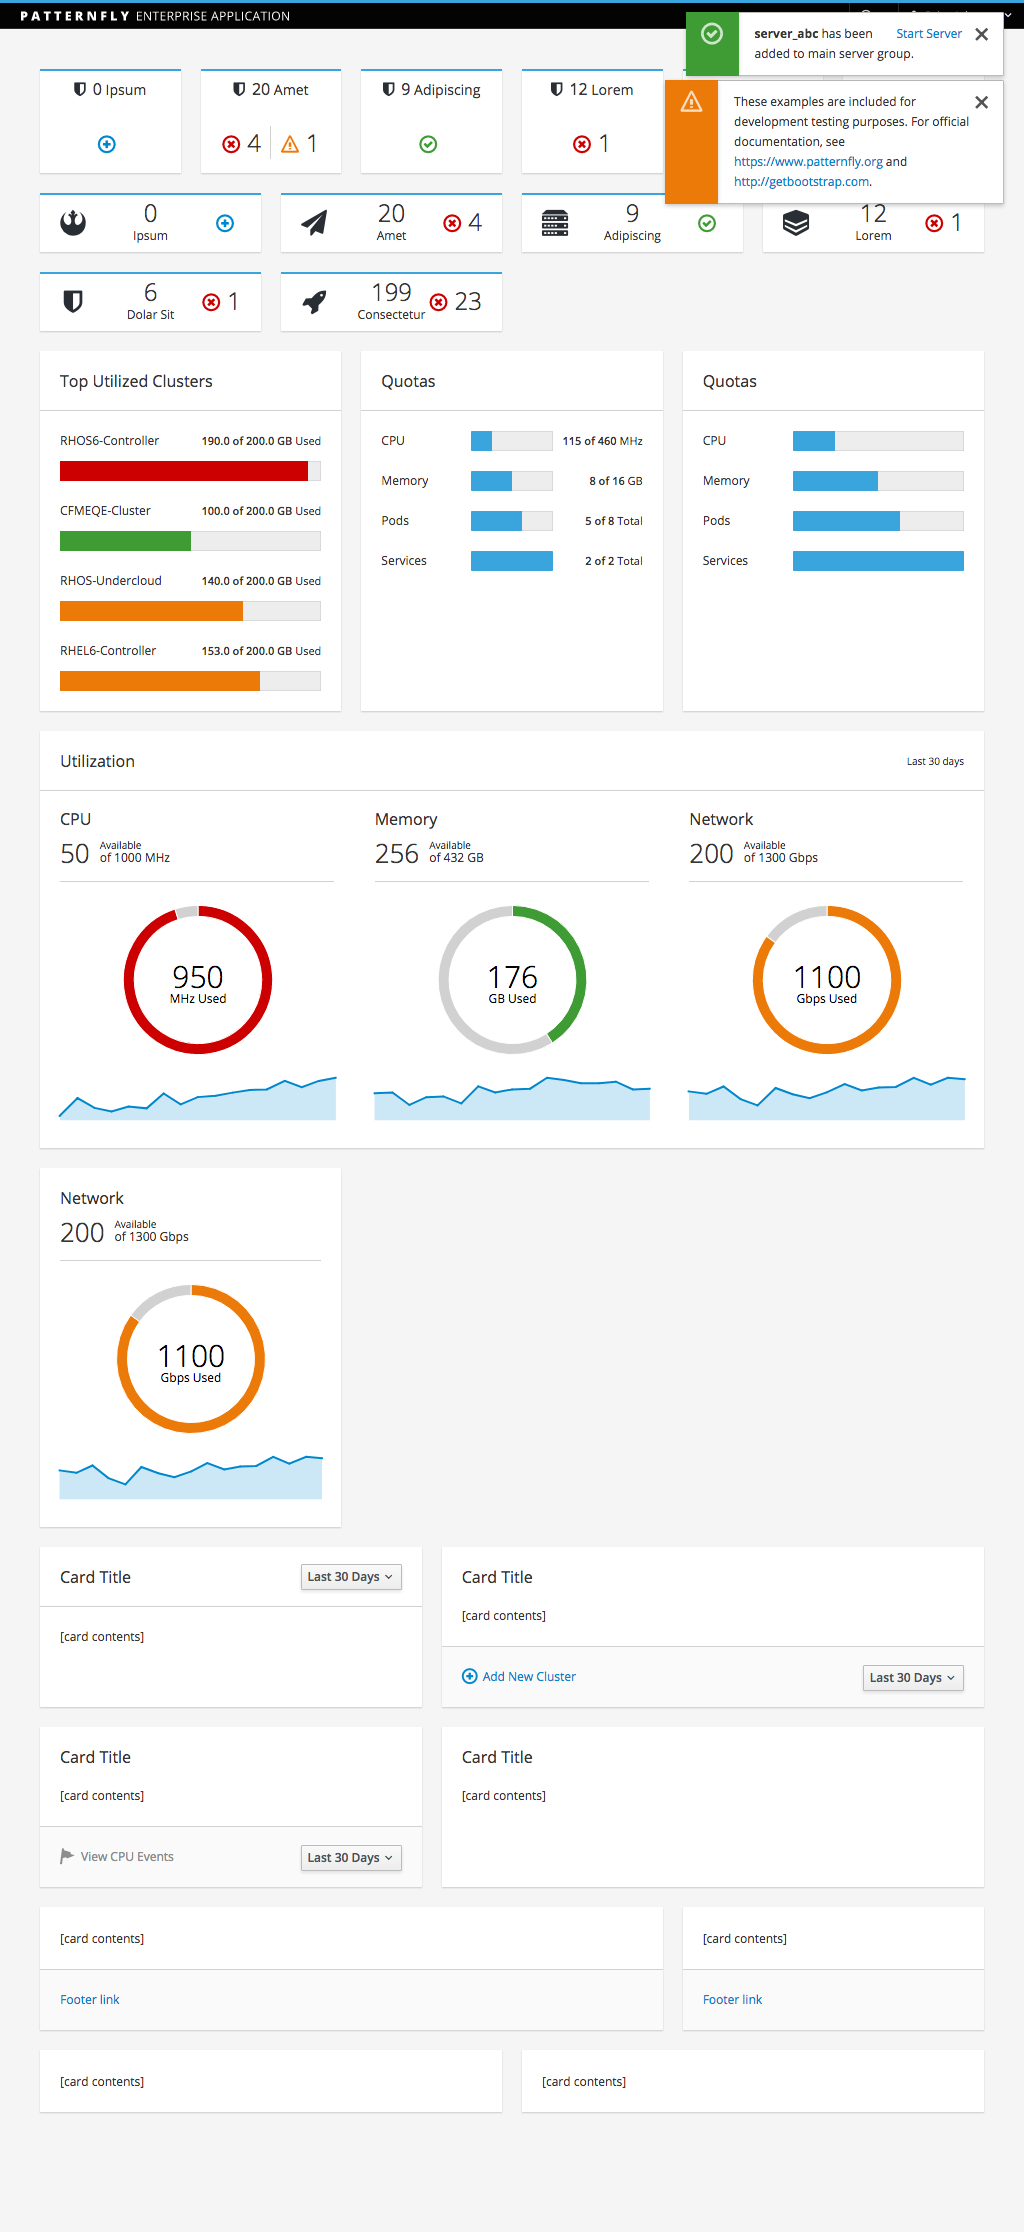 PATTERNFLY ENTERPRISE APPLICATION
server_abc has been added to main server group.
Start Server
These examples are included for
development testing purposes. For official
documentation, see
https://www.patternfly.org and
http://getbootstrap.com.
0 Ipsum
20 Amet
9 Adipiscing
12 Lorem
4
1
1
0
Ipsum
20
Amet
4
9
Adipiscing
12
Lorem
1
6
Dolar Sit
1
199
Consectetur
23
Top Utilized Clusters
RHOS6-Controller 190.0 of 200.0 GB Used
CFMEQE-Cluster 100.0 of 200.0 GB Used
RHOS-Undercloud 140.0 of 200.0 GB Used
RHEL6-Controller 153.0 of 200.0 GB Used
Quotas
CPU 115 of 460 MHz
Memory 8 of 16 GB
Pods 5 of 8 Total
Services 2 of 2 Total
Quotas
CPU
Memory
Pods
Services
Utilization
Last 30 days
CPU
50 Available
of 1000 MHz
950
MHz Used
Memory
256 Available
of 432 GB
176
GB Used
Network
200 Available
of 1300 Gbps
1100
Gbps Used
Network
200 Available
of 1300 Gbps
1100
Gbps Used
Card Title
Last 30 Days
[card contents]
Card Title
[card contents]
Add New Cluster
Last 30 Days
Card Title
[card contents]
View CPU Events
Last 30 Days
Card Title
[card contents]
[card contents]
Footer link
[card contents]
Footer link
[card contents]
[card contents]